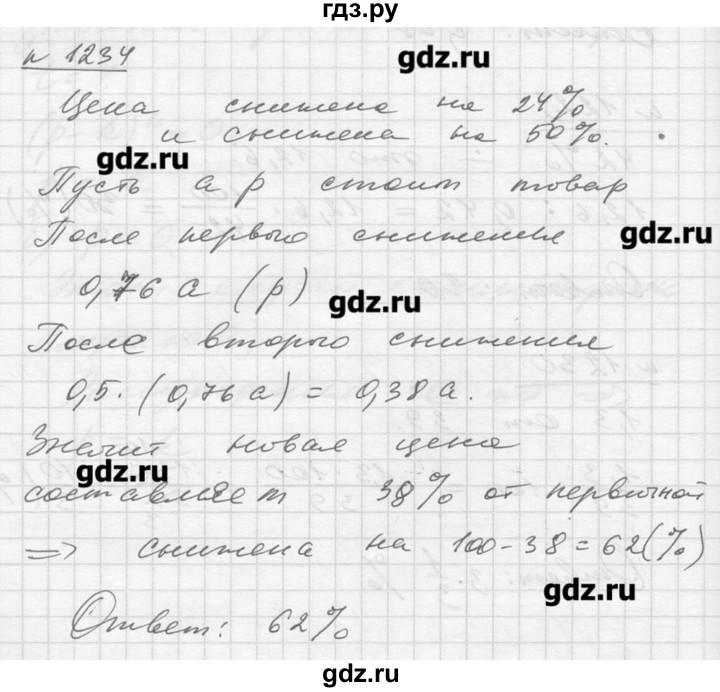 гдз.ру
№ 1234
gdz.ru
Цена снижена на 24%
и снижена на 50%.
gdz.ru
Пусть a р стоит товар
После первого снижения
gdz.ru
0,76 a (р)
gdz.ru
После второго снижения
0,5·(0,76a) = 0,38a.
Значит новая цена
gdz.ru
составляет 38% от первичной
=> снижена на 100-38=62(%)
gdz.ru
Ответ: 62%
gdz.ru